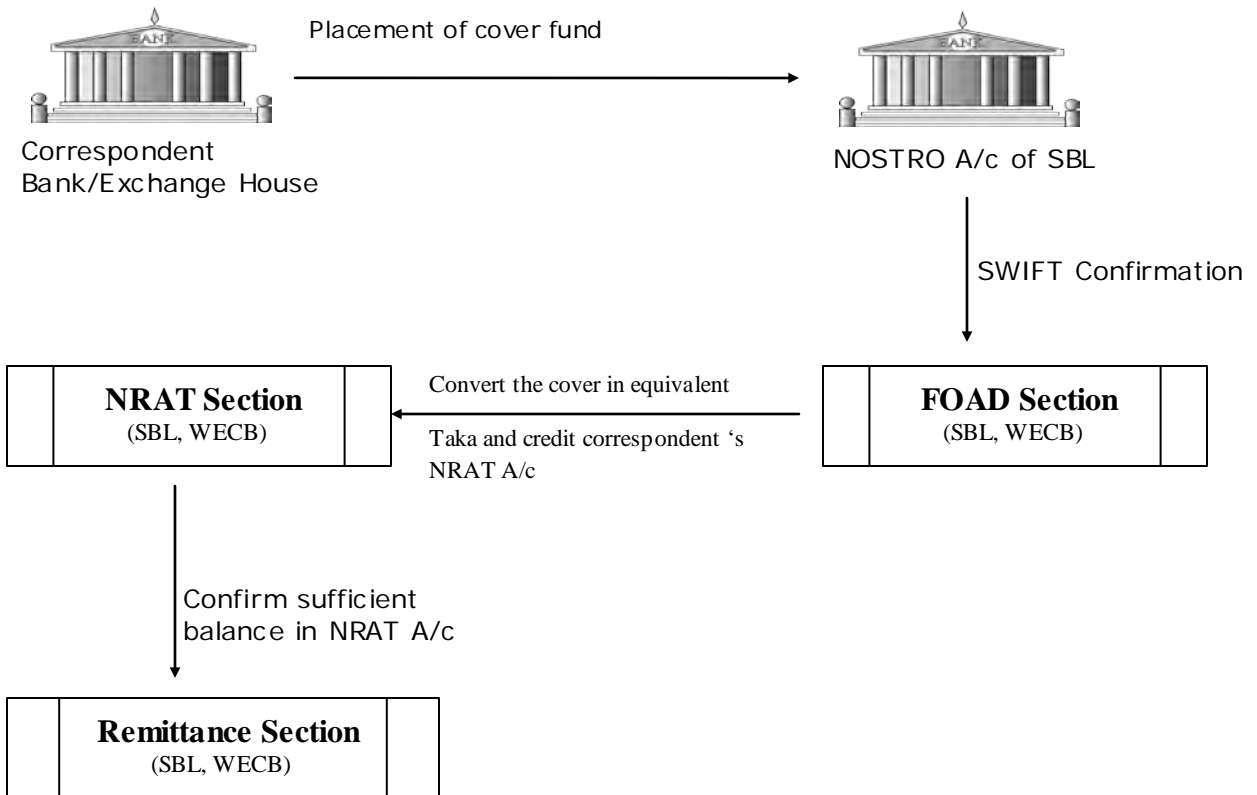 BANK
BANK
Placement of cover fund
Correspondent
Bank/Exchange House
NOSTRO A/c of SBL
SWIFT Confirmation
NRAT Section
(SBL, WECB)
Convert the cover in equivalent
Taka and credit correspondent ‘s
NRAT A/c
FOAD Section
(SBL, WECB)
Confirm sufficient
balance in NRAT A/c
Remittance Section
(SBL, WECB)